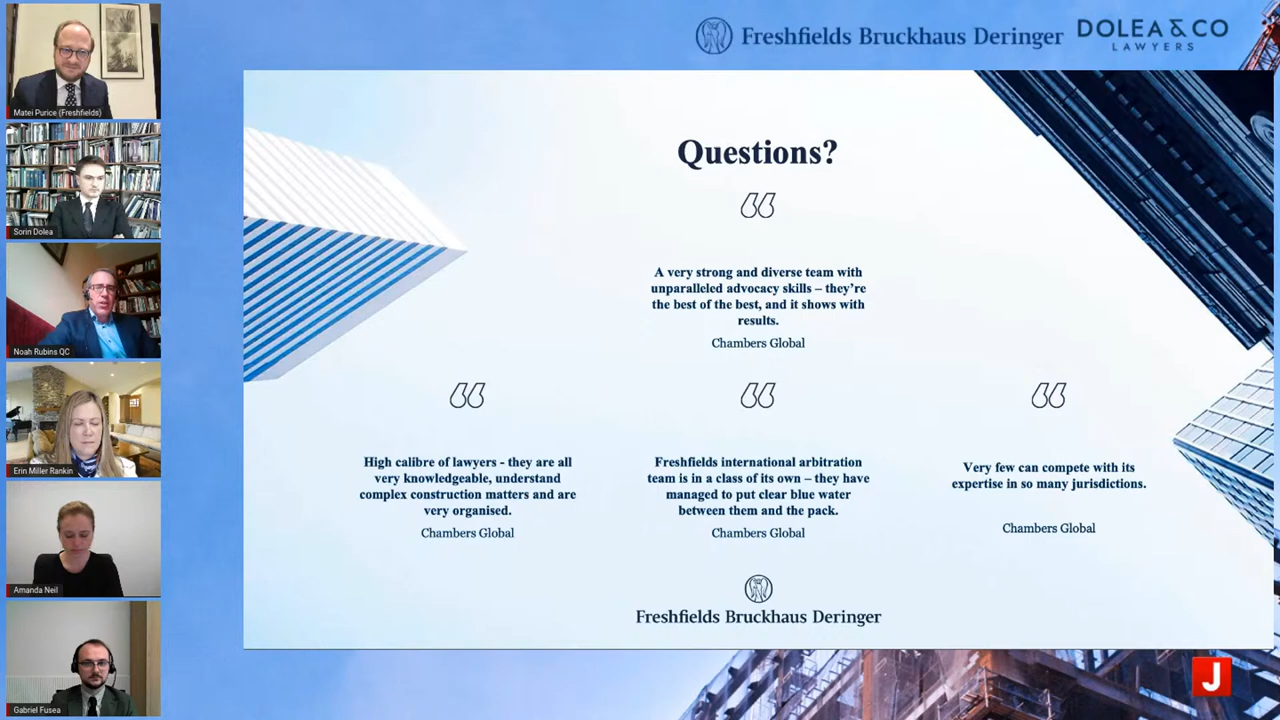 Freshfields Bruckhaus Deringer
DOLEA & CO
LAWYERS
Matei Purice (Freshfields)
Sorin Dolea
Noah Rubins QC
Erin Miller Rankin
Amanda Neil
Gabriel Fusea
Questions?
“
A very strong and diverse team with
unparalleled advocacy skills – they’re
the best of the best, and it shows with
results.
Chambers Global
“
High calibre of lawyers - they are all
very knowledgeable, understand
complex construction matters and are
very organised.
Chambers Global
“
Freshfields international arbitration
team is in a class of its own – they have
managed to put clear blue water
between them and the pack.
Chambers Global
“
Very few can compete with its
expertise in so many jurisdictions.
Chambers Global
Freshfields Bruckhaus Deringer
J